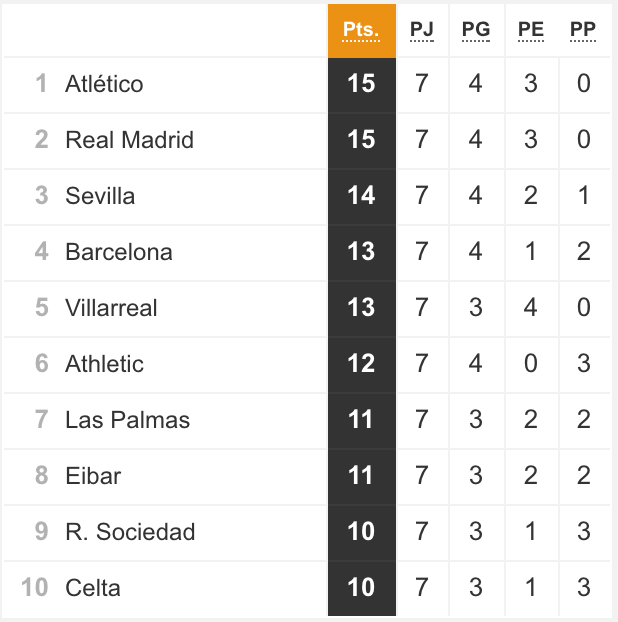 Pts. PJ PG PE PP
1 Atlético 15 7 4 3 0
2 Real Madrid 15 7 4 3 0
3 Sevilla 14 7 4 2 1
4 Barcelona 13 7 4 1 2
5 Villarreal 13 7 3 4 0
6 Athletic 12 7 4 0 3
7 Las Palmas 11 7 3 2 2
8 Eibar 11 7 3 2 2
9 R. Sociedad 10 7 3 1 3
10 Celta 10 7 3 1 3